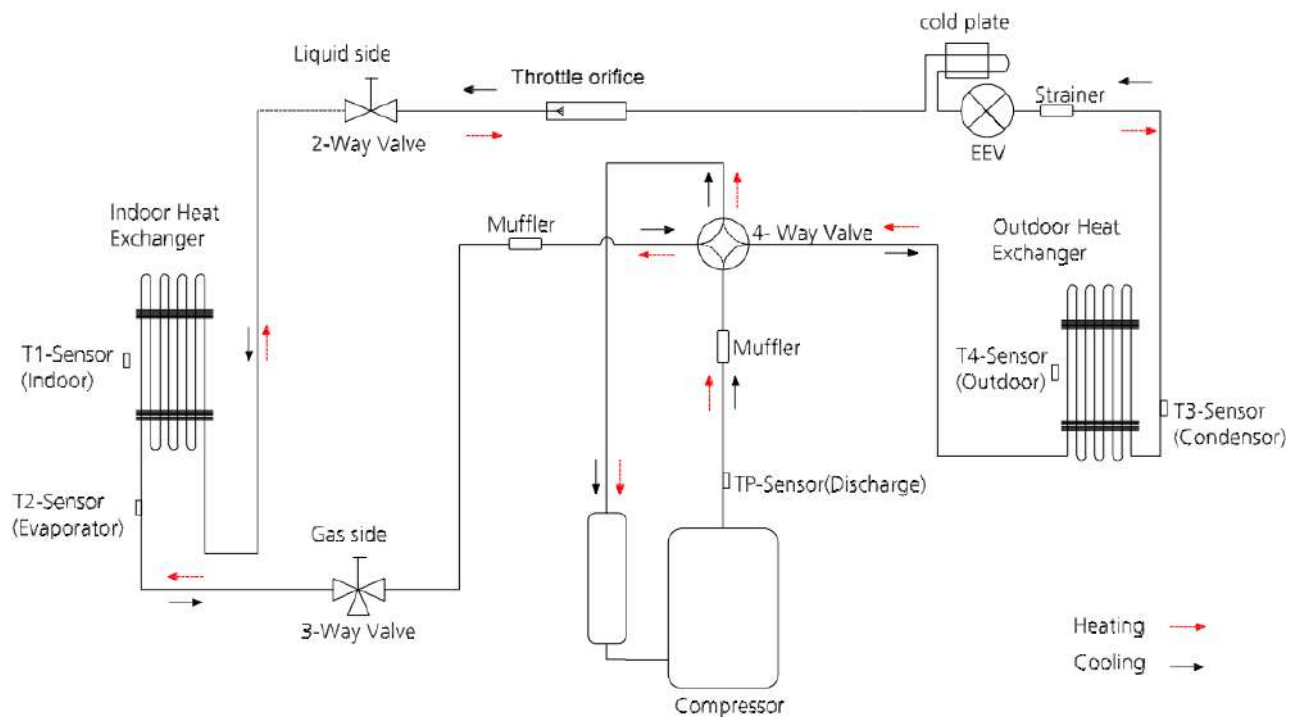 cold plate
Liquid side
Throttle orifice
Strainer
2-Way Valve
EEV
Indoor Heat
Exchanger
Muffler
4- Way Valve
Outdoor Heat
Exchanger
T1-Sensor
(Indoor)
Muffler
T4-Sensor
(Outdoor)
T3-Sensor
(Condensor)
T2-Sensor
(Evaporator)
TP-Sensor(Discharge)
Gas side
3-Way Valve
Heating
Cooling
Compressor